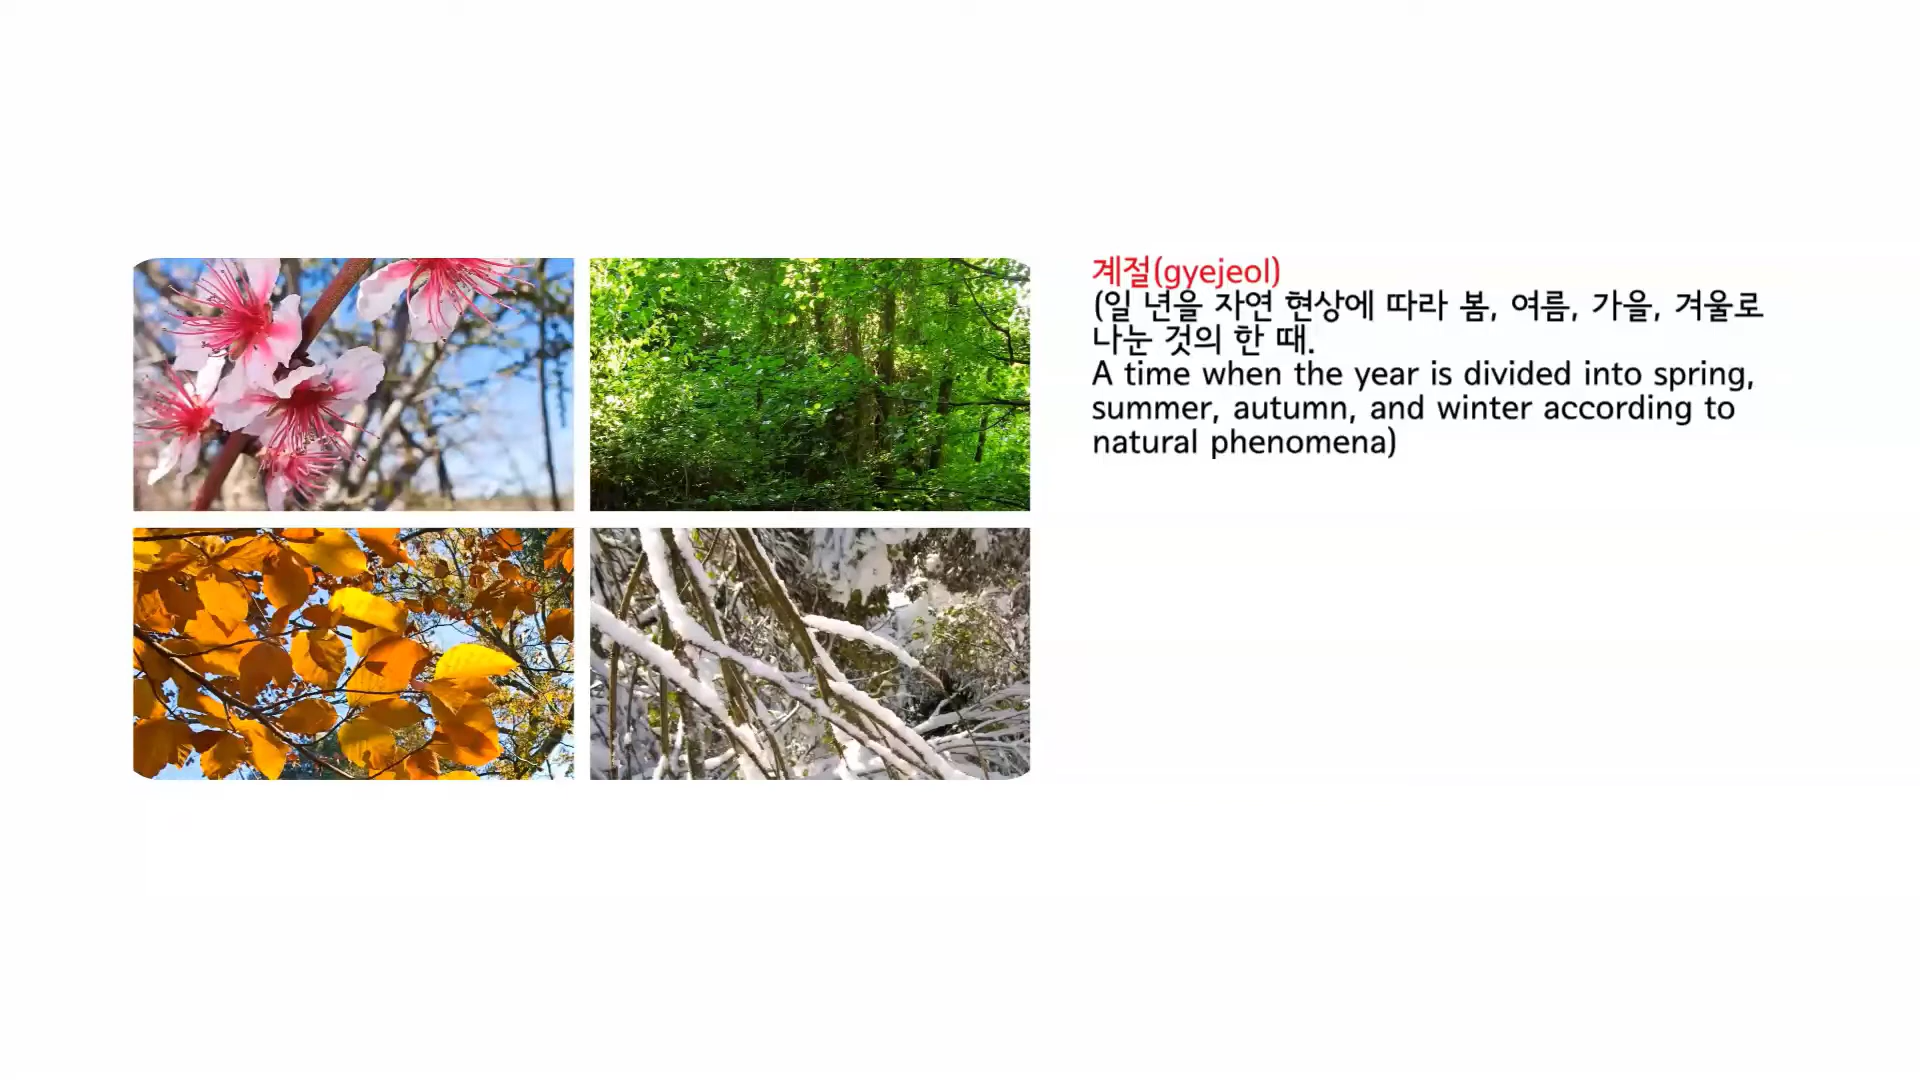 계절(gyejeol)
(일 년을 자연 현상에 따라 봄, 여름, 가을, 겨울로
나눈 것의 한 때.
A time when the year is divided into spring,
summer, autumn, and winter according to
natural phenomena)